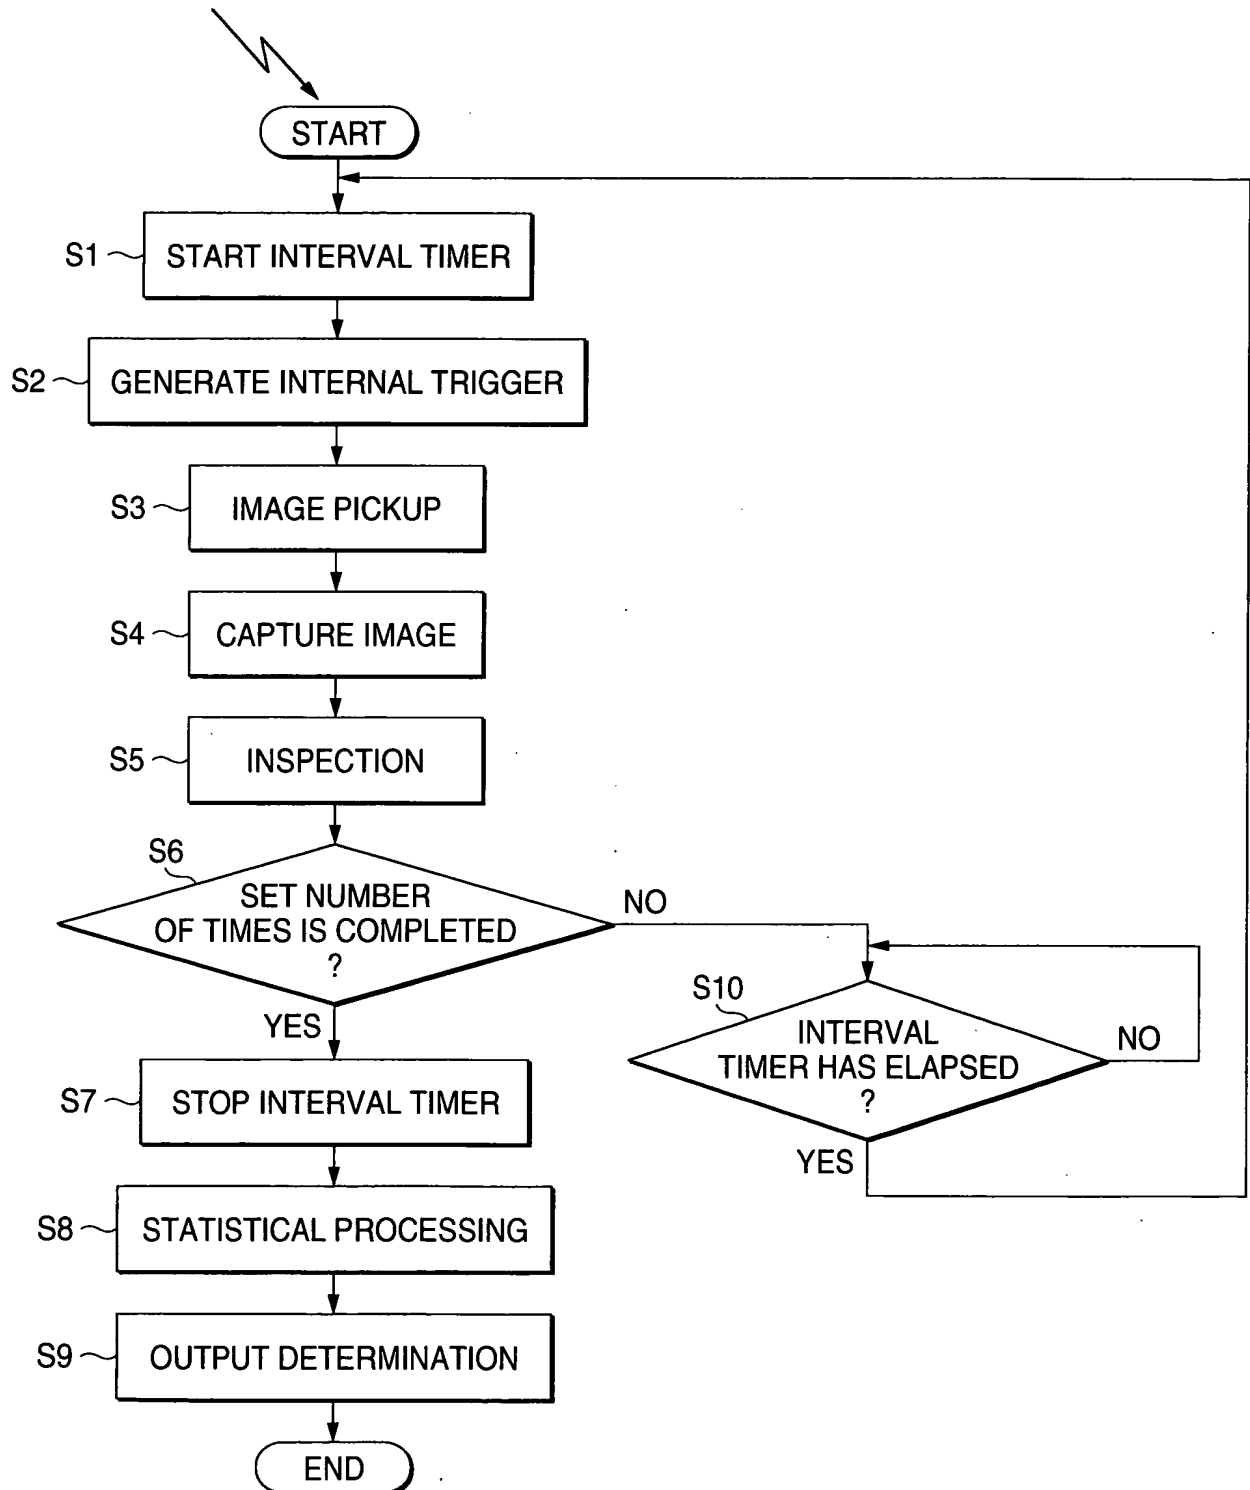 START
S1
START INTERVAL TIMER
S2
GENERATE INTERNAL TRIGGER
S3
IMAGE PICKUP
S4
CAPTURE IMAGE
S5
INSPECTION
S6
SET NUMBER
OF TIMES IS COMPLETED
?
NO
YES
S10
INTERVAL
TIMER HAS ELAPSED
?
NO
YES
S7
STOP INTERVAL TIMER
S8
STATISTICAL PROCESSING
S9
OUTPUT DETERMINATION
END